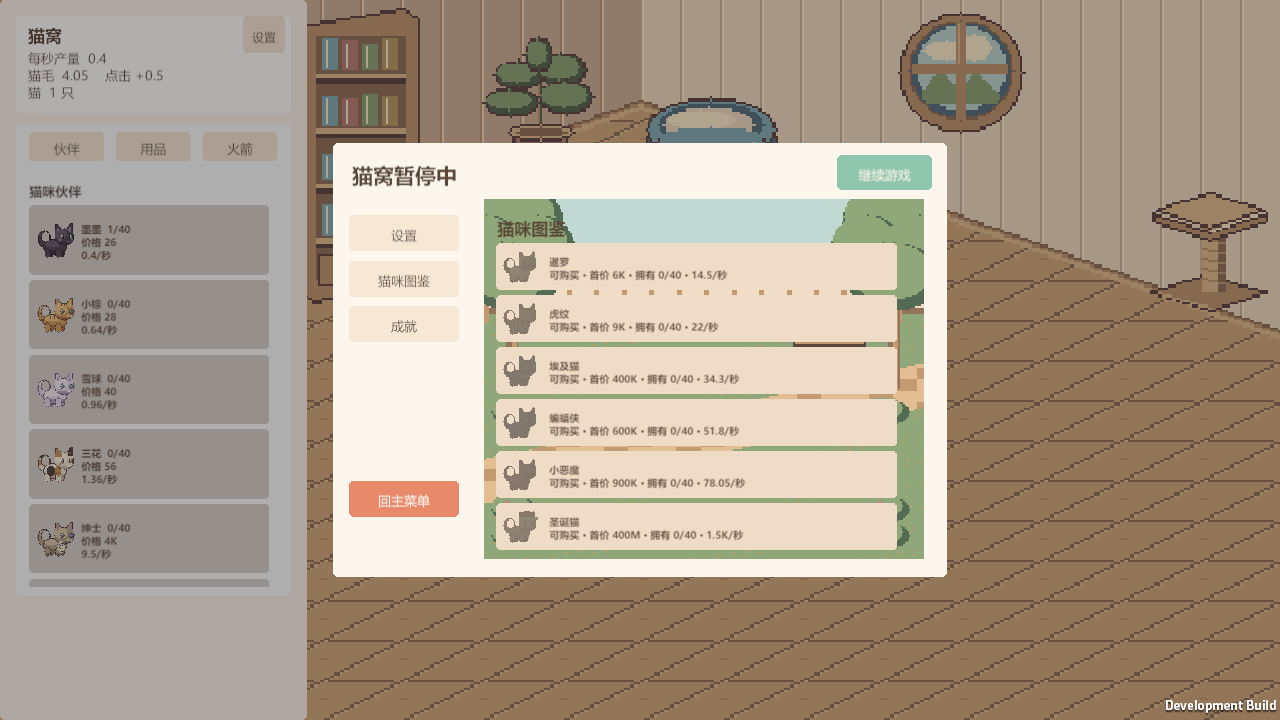 猫窝
设置
每秒产量 0.4
猫毛 4.05 点击 +0.5
猫 1 只
伙伴
用品
火箭
猫咪伙伴
墨墨 1/40
价格 26
0.4/秒
小棕 0/40
价格 28
0.64/秒
雪球 0/40
价格 40
0.96/秒
三花 0/40
价格 56
1.36/秒
绅士 0/40
价格 4K
9.5/秒
猫窝暂停中
继续游戏
设置
猫咪图鉴
成就
回主菜单
猫咪图鉴
暹罗
可购买・首价 6K・拥有 0/40・14.5/秒
虎纹
可购买・首价 9K・拥有 0/40・22/秒
埃及猫
可购买・首价 400K・拥有 0/40・34.3/秒
蝙蝠侠
可购买・首价 600K・拥有 0/40・51.8/秒
小恶魔
可购买・首价 900K・拥有 0/40・78.05/秒
圣诞猫
可购买・首价 400M・拥有 0/40・1.5K/秒
Development Build